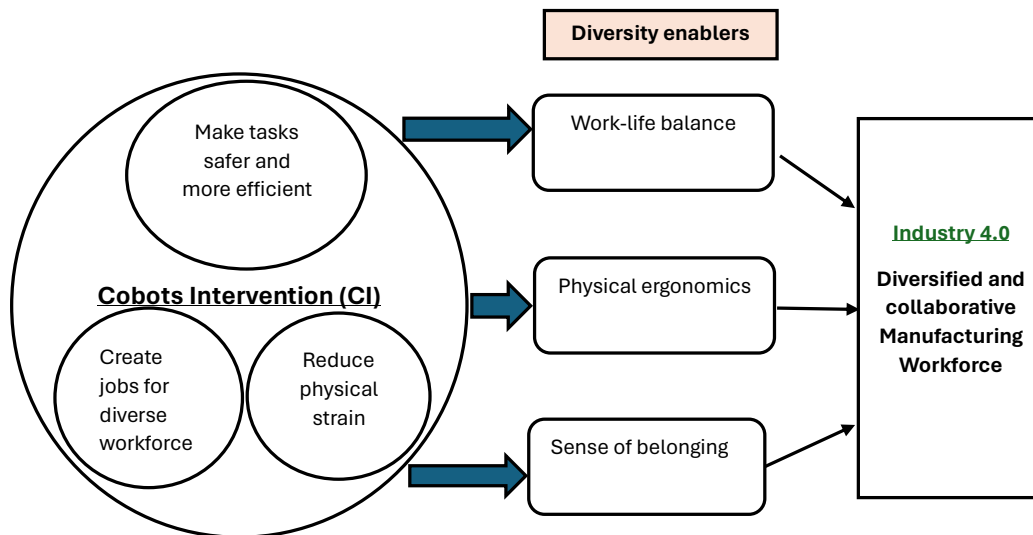 Diversity enablers
Make tasks
safer and
more efficient
Cobots Intervention (CI)
Create
jobs for
diverse
workforce
Reduce
physical
strain
Work-life balance
Physical ergonomics
Sense of belonging
Industry 4.0
Diversified and
collaborative
Manufacturing
Workforce